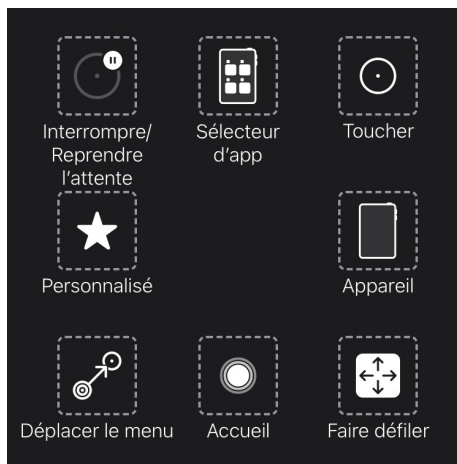 Interrompre/
Reprendre
l’attente
Sélecteur
d’app
Toucher
Personnalisé
Appareil
Déplacer le menu
Accueil
Faire défiler